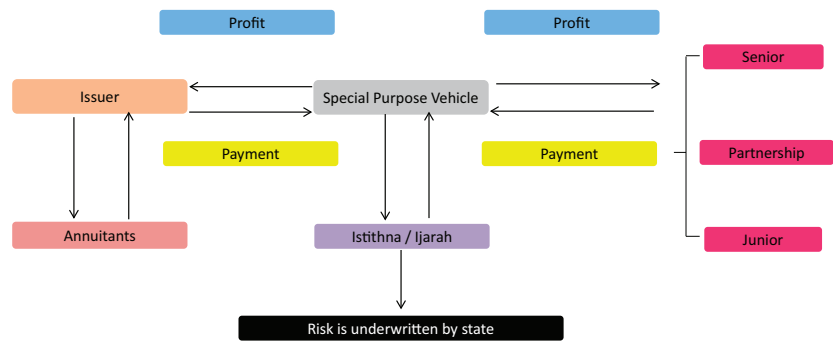 Profit
Profit
Senior
Issuer
Special Purpose Vehicle
Payment
Payment
Partnership
Annuitants
Istithna / Ijarah
Junior
Risk is underwritten by state